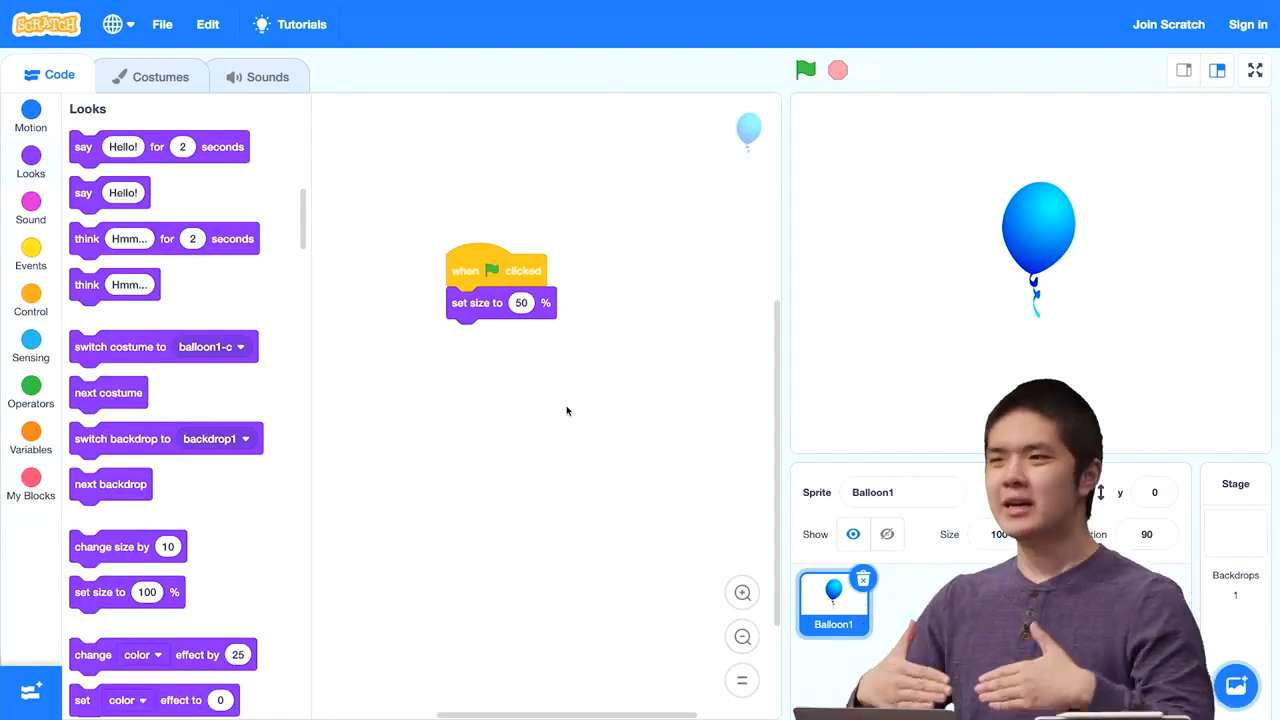 SCRATCH
File
Edit
Tutorials
Join Scratch
Sign in
Code
Costumes
Sounds
Motion
Looks
Sound
Events
Control
Sensing
Operators
Variables
My Blocks
Looks
say Hello! for 2 seconds
say Hello!
think Hmm... for 2 seconds
think Hmm...
switch costume to balloon1-c
next costume
switch backdrop to backdrop1
next backdrop
change size by 10
set size to 100 %
change color effect by 25
set color effect to 0
when clicked
set size to 50 %
Sprite Balloon1
y 0
Show
Size 100
90
Balloon1
Stage
Backdrops
1